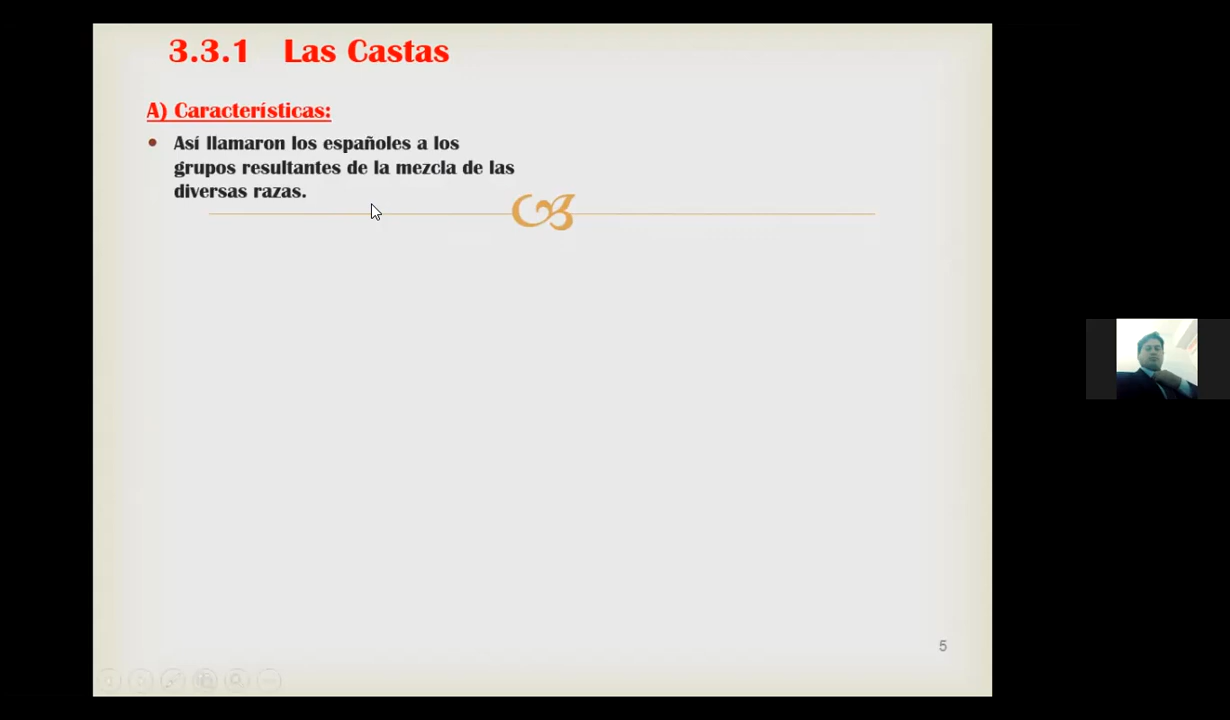 3.3.1 Las Castas
A) Características:
• Así llamaron los españoles a los
grupos resultantes de la mezcla de las
diversas razas.
5